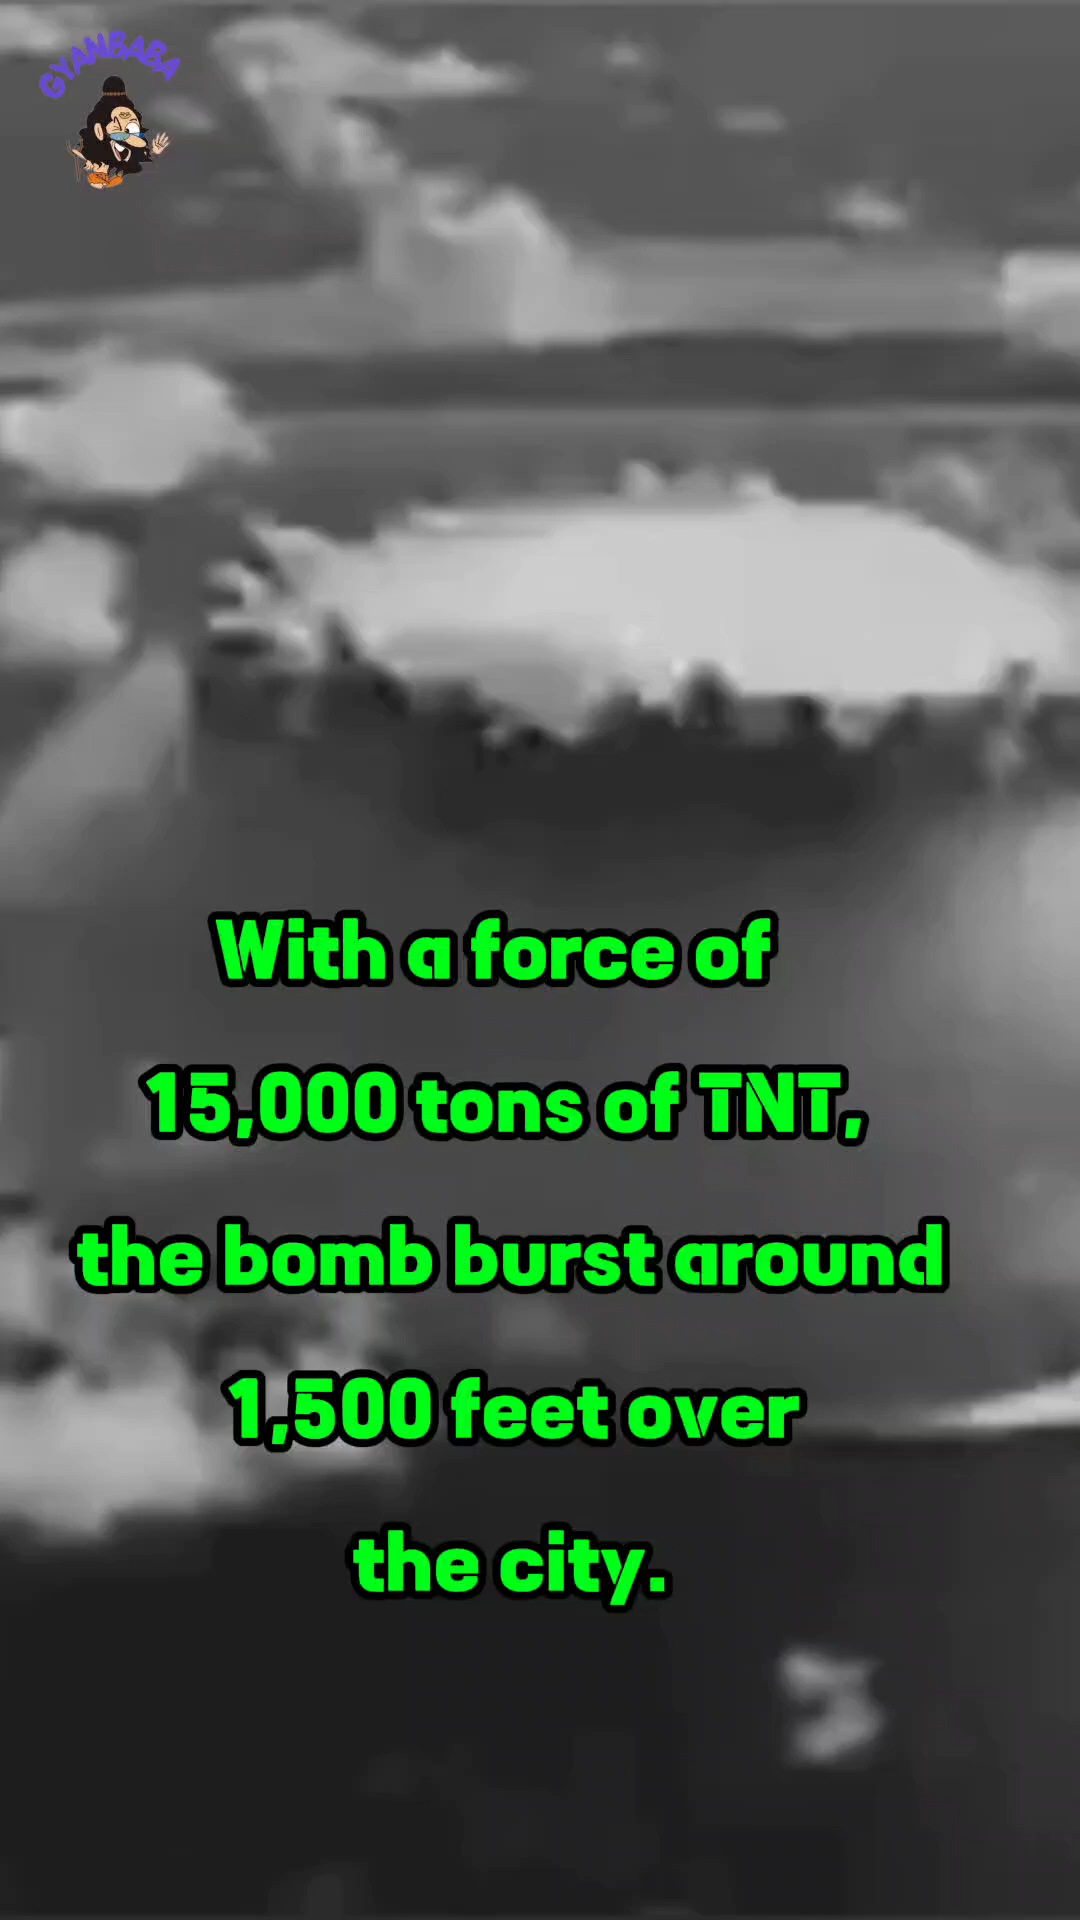 GYANBABA
With a force of
15,000 tons of TNT,
the bomb burst around
1,500 feet over
the city.